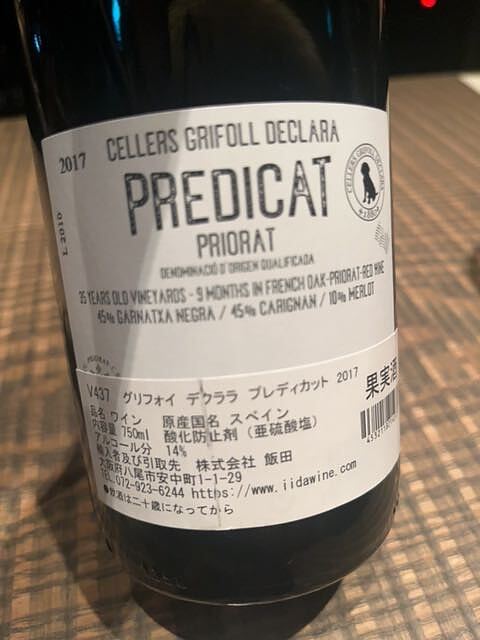 2017 CELLERS GRIFOLL DECLARA
PREDICAT
PRIORAT
DENOMINACIÓ D'ORIGEN QUALIFICADA
35 YEARS OLD VINEYARDS - 9 MONTHS IN FRENCH OAK-PRIORAT-RED WINE
45% GARNATXA NEGRA / 45% CARIGNAN / 10% MERLOT
L 2010
CELLERS GRIFOLL DECLARA
V437 グリフォイ デクララ プレディカット 2017
果実酒
品名 ワイン 原産国名 スペイン
内容量 750ml 酸化防止剤(亜硫酸塩)
アルコール分 14%
輸入者及び引取先 株式会社 飯田
大阪府八尾市安中町1-1-29
TEL.072-923-6244 https://www.iidawine.com
●飲酒は二十歳になってから